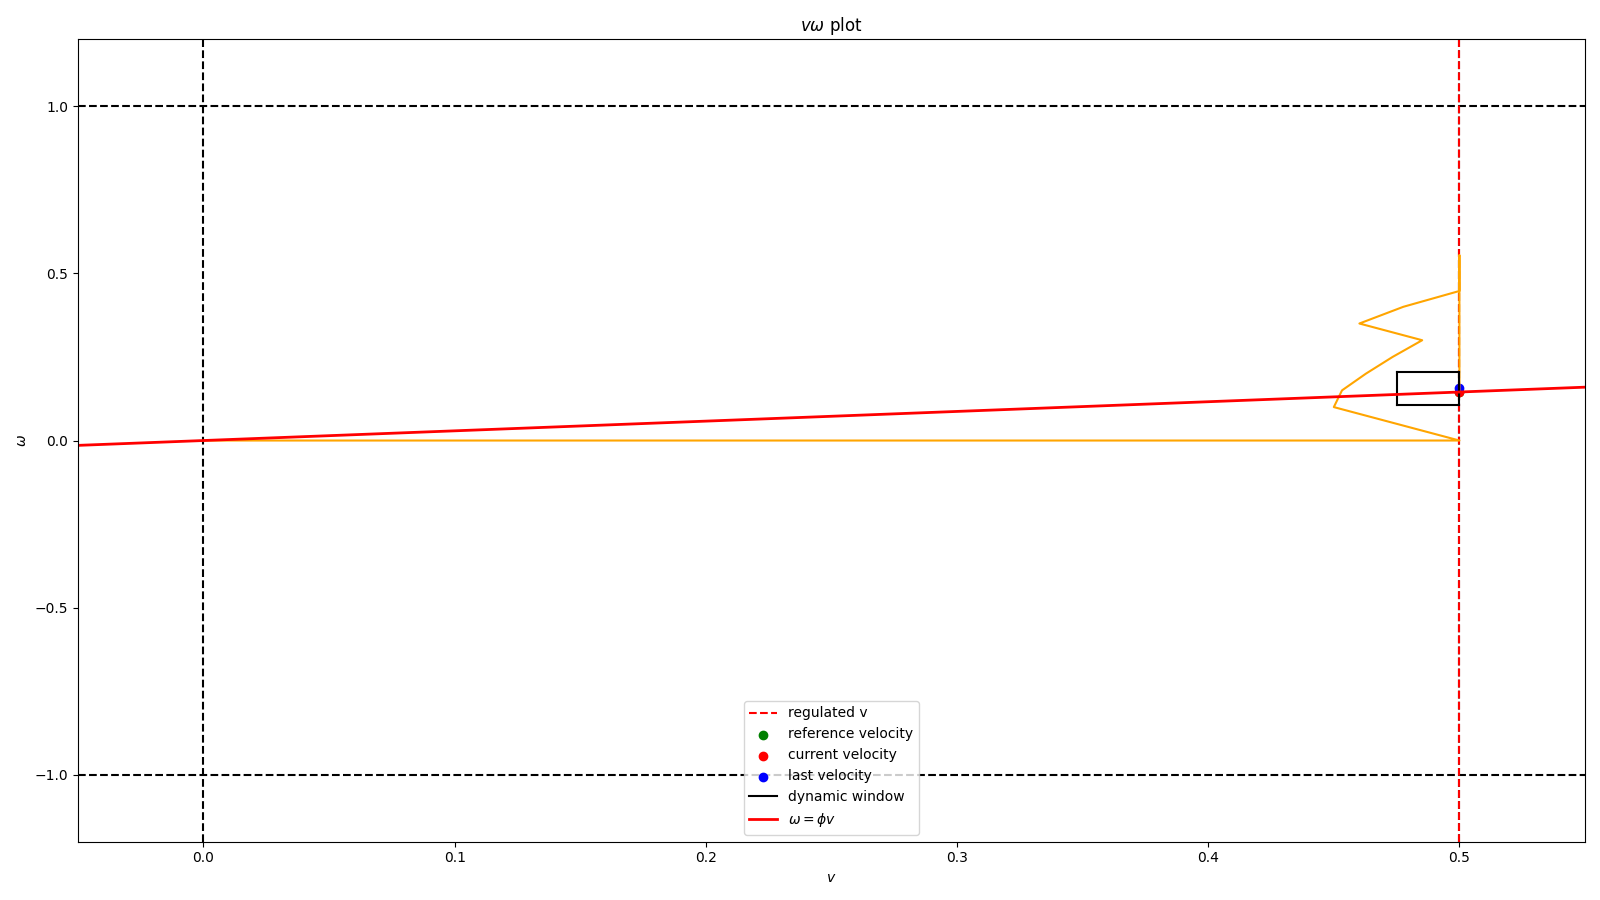 vω plot
1.0
0.5
0.0
−0.5
−1.0
ω
0.0
0.1
0.2
0.3
0.4
0.5
v
regulated v
reference velocity
current velocity
last velocity
dynamic window
ω = ϕv